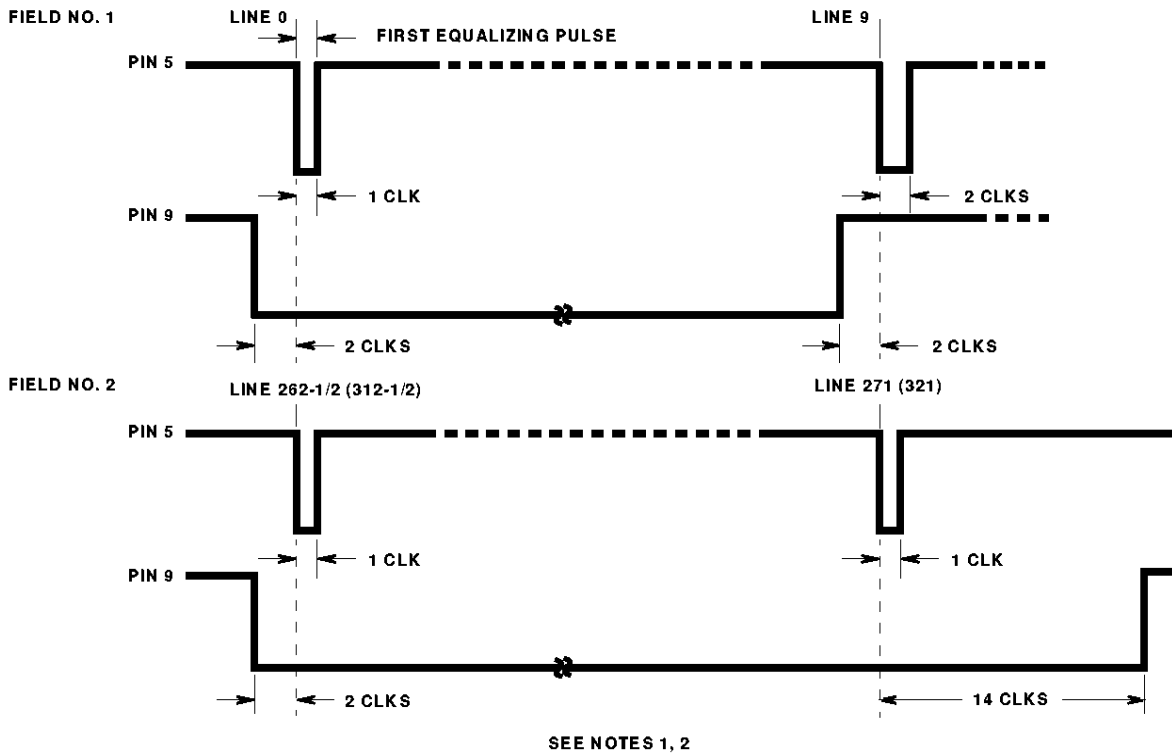 FIELD NO. 1
LINE 0
LINE 9
FIRST EQUALIZING PULSE
PIN 5
1 CLK
2 CLKS
PIN 9
2 CLKS
2 CLKS
FIELD NO. 2
LINE 262-1/2 (312-1/2)
LINE 271 (321)
PIN 5
1 CLK
1 CLK
PIN 9
2 CLKS
14 CLKS
SEE NOTES 1, 2